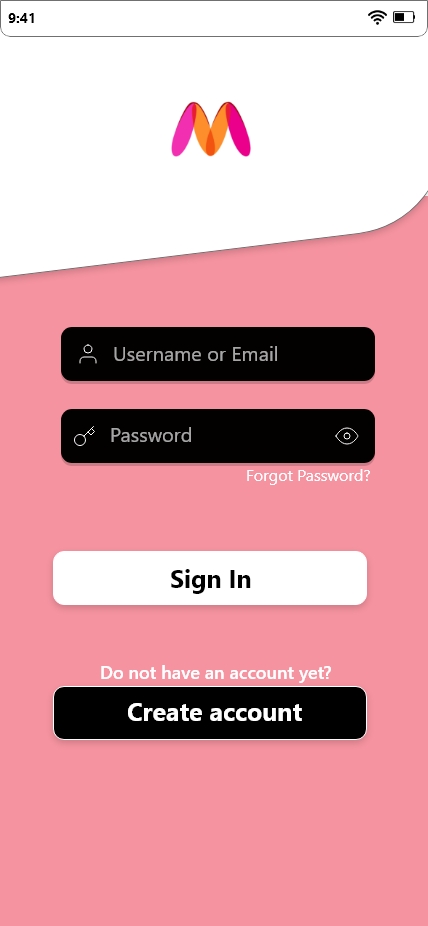 9:41
Username or Email
Password
Forgot Password?
Sign In
Do not have an account yet?
Create account